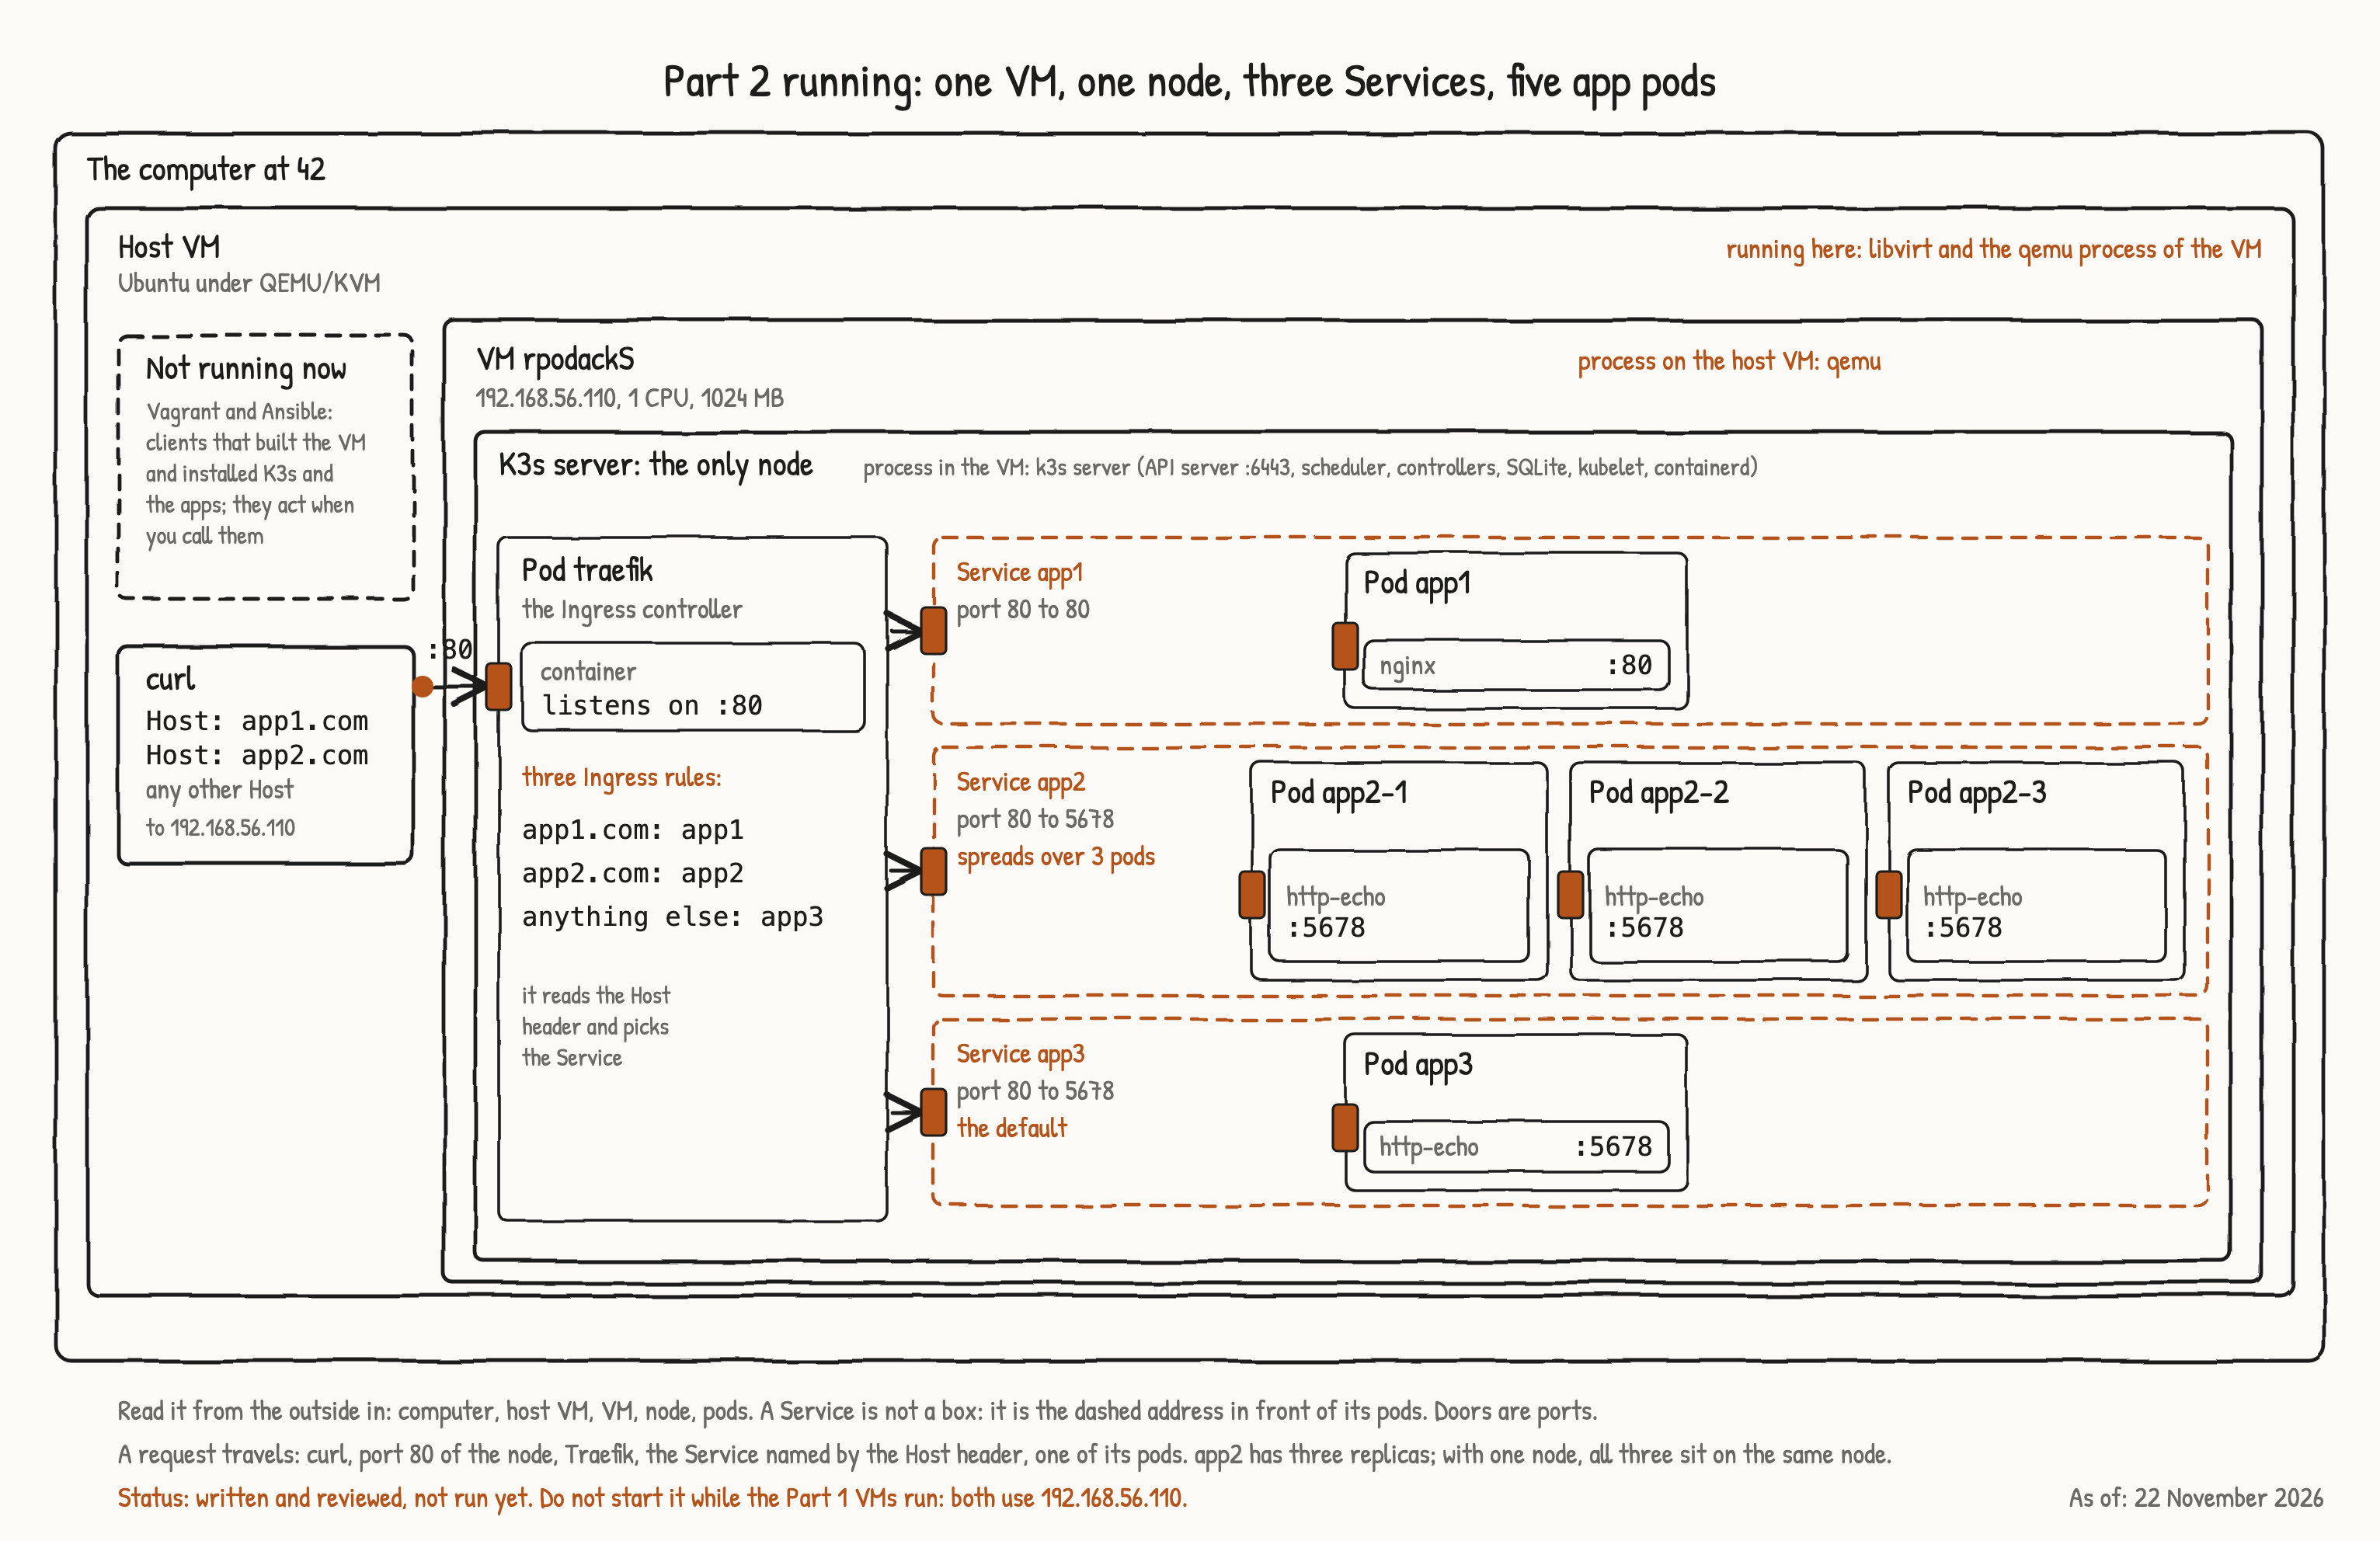 Part 2 running: one VM, one node, three Services, five app pods
The computer at 42
Host VM
Ubuntu under QEMU/KVM
running here: libvirt and the qemu process of the VM
Not running now
Vagrant and Ansible:
clients that built the VM
and installed K3s and
the apps; they act when
you call them
curl
Host: app1.com
Host: app2.com
any other Host
to 192.168.56.110
:80
VM rpodackS
192.168.56.110, 1 CPU, 1024 MB
process on the host VM: qemu
K3s server: the only node
process in the VM: k3s server (API server :6443, scheduler, controllers, SQLite, kubelet, containerd)
Pod traefik
the Ingress controller
container
listens on :80
three Ingress rules:
app1.com: app1
app2.com: app2
anything else: app3
it reads the Host
header and picks
the Service
Service app1
port 80 to 80
Pod app1
nginx :80
Service app2
port 80 to 5678
spreads over 3 pods
Pod app2-1
http-echo
:5678
Pod app2-2
http-echo
:5678
Pod app2-3
http-echo
:5678
Service app3
port 80 to 5678
the default
Pod app3
http-echo :5678
Read it from the outside in: computer, host VM, VM, node, pods. A Service is not a box: it is the dashed address in front of its pods. Doors are ports.
A request travels: curl, port 80 of the node, Traefik, the Service named by the Host header, one of its pods. app2 has three replicas; with one node, all three sit on the same node.
Status: written and reviewed, not run yet. Do not start it while the Part 1 VMs run: both use 192.168.56.110.
As of: 22 November 2026